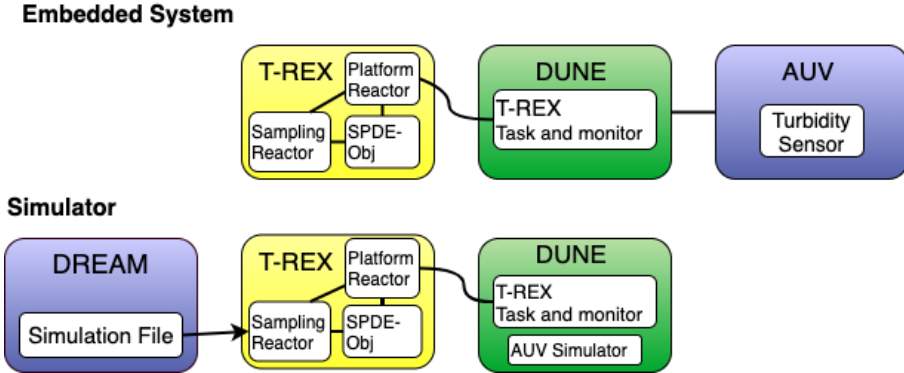 Embedded System
T-REX
Platform
Reactor
Sampling
Reactor
SPDE-
Obj
DUNE
T-REX
Task and monitor
AUV
Turbidity
Sensor
Simulator
DREAM
Simulation File
T-REX
Platform
Reactor
Sampling
Reactor
SPDE-
Obj
DUNE
T-REX
Task and monitor
AUV Simulator